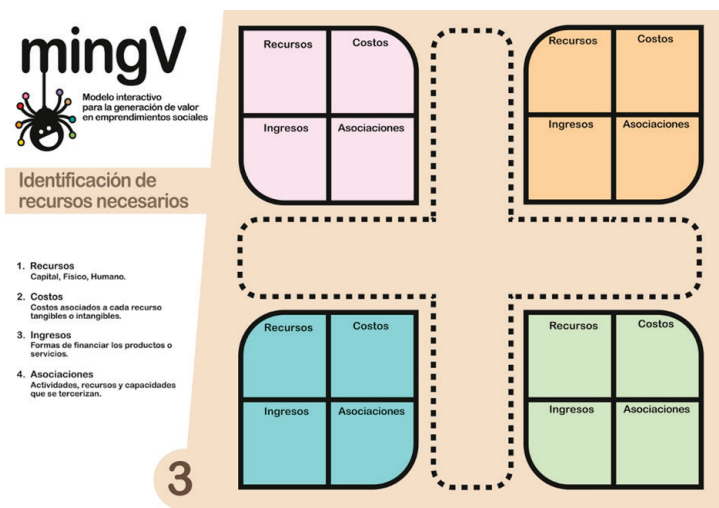 mingV
Modelo interactivo
para la generación de valor
en emprendimientos sociales
Identificación de
recursos necesarios
1. Recursos
Capital, Físico, Humano.
2. Costos
Costos asociados a cada recurso
tangibles o intangibles.
3. Ingresos
Formas de financiar los productos o
servicios.
4. Asociaciones
Actividades, recursos y capacidades
que se tercerizan.
3
Recursos
Costos
Ingresos
Asociaciones
Recursos
Costos
Ingresos
Asociaciones
Recursos
Costos
Ingresos
Asociaciones
Recursos
Costos
Ingresos
Asociaciones